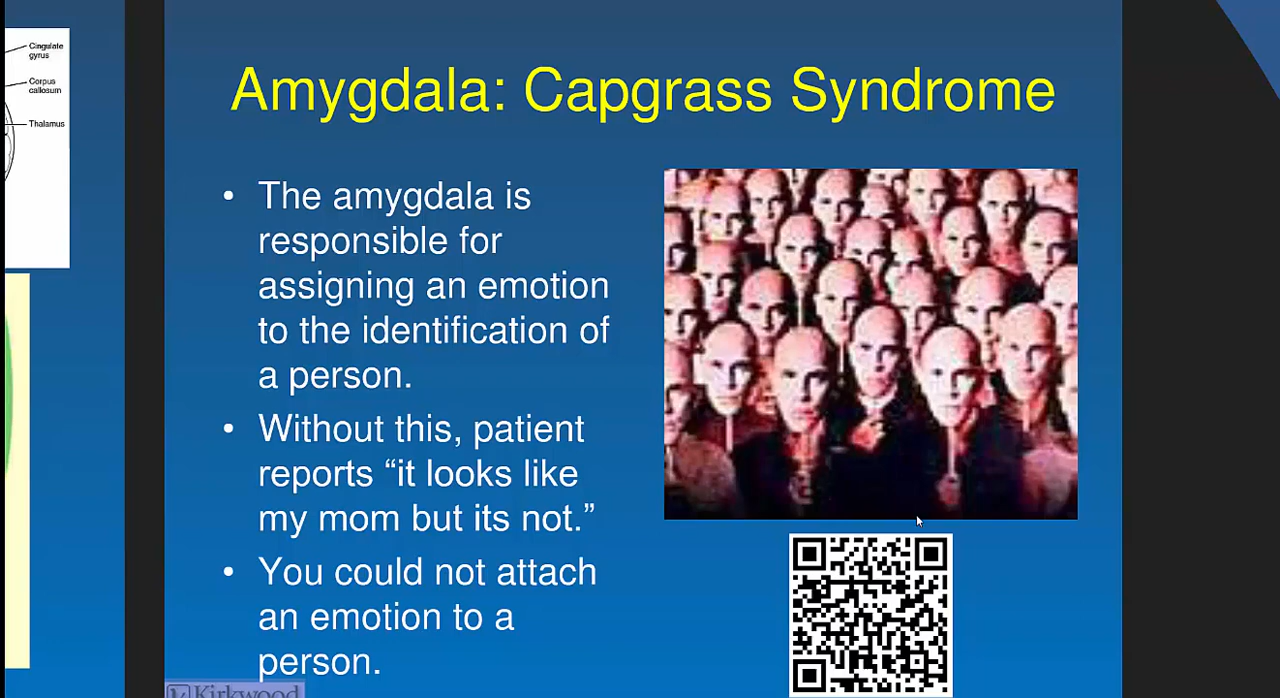 Cingulate
gyrus
Corpus
callosum
Thalamus
Amygdala: Capgrass Syndrome
• The amygdala is
responsible for
assigning an emotion
to the identification of
a person.
• Without this, patient
reports “it looks like
my mom but its not.”
• You could not attach
an emotion to a
person.
Kirkwood